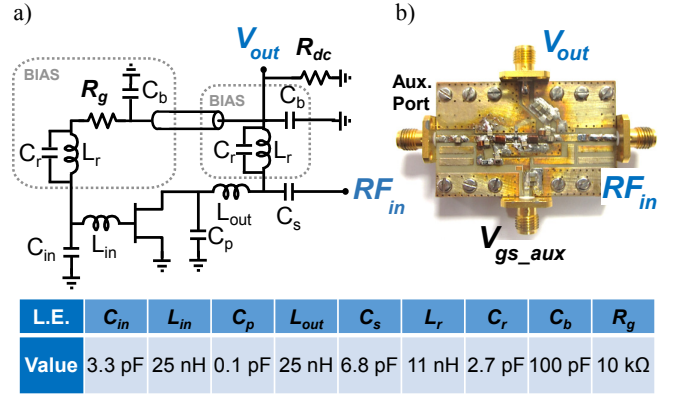 a)
b)
V_out
R_dc
BIAS
R_g
C_b
BIAS
C_b
C_r
L_r
C_r
L_r
RF_in
L_out
C_s
C_in
L_in
C_p
V_out
Aux.
Port
RF_in
V_gs_aux
L.E. C_in L_in C_p L_out C_s L_r C_r C_b R_g
Value 3.3 pF 25 nH 0.1 pF 25 nH 6.8 pF 11 nH 2.7 pF 100 pF 10 kΩ